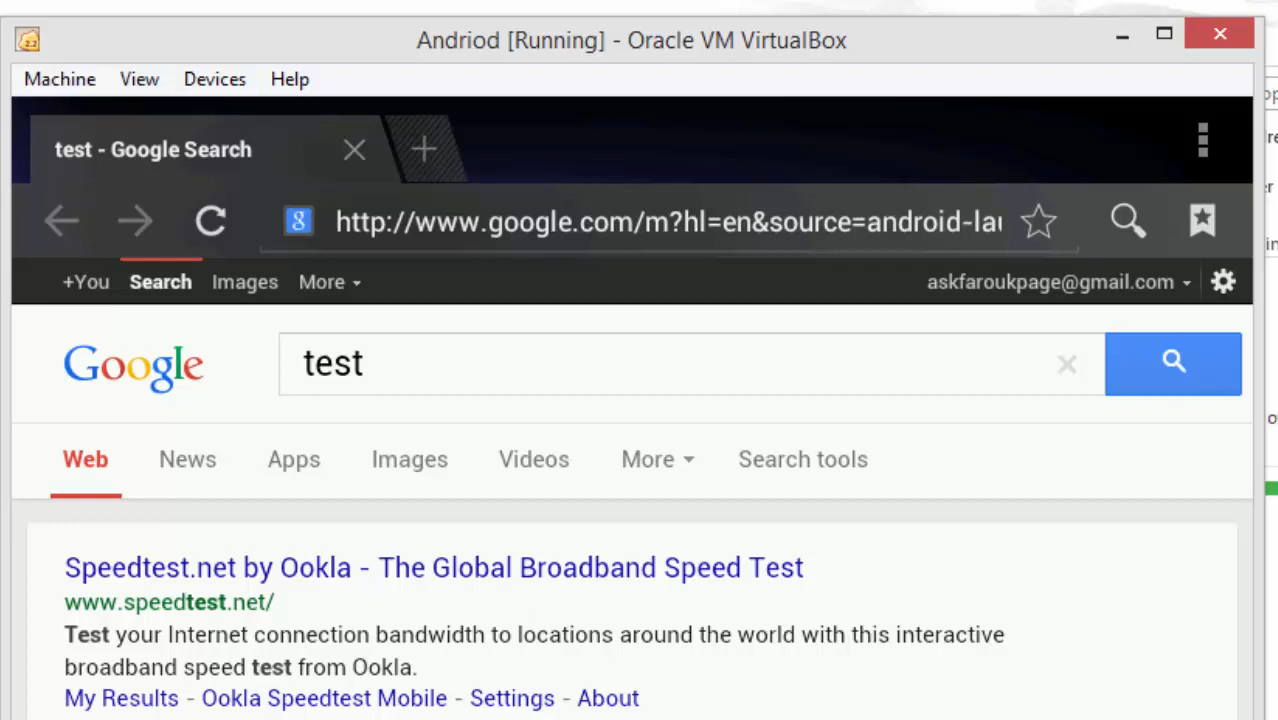 Andriod [Running] - Oracle VM VirtualBox
Machine View Devices Help
test - Google Search
http://www.google.com/m?hl=en&source=android-lau
+You Search Images More askfaroukpage@gmail.com
Google test
Web News Apps Images Videos More Search tools
Speedtest.net by Ookla - The Global Broadband Speed Test
www.speedtest.net/
Test your Internet connection bandwidth to locations around the world with this interactive
broadband speed test from Ookla.
My Results - Ookla Speedtest Mobile - Settings - About